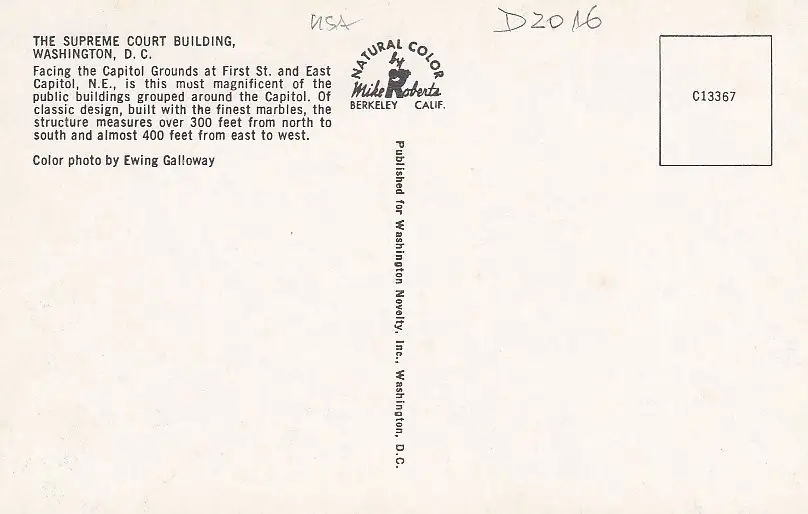 USA
D2016
THE SUPREME COURT BUILDING,
WASHINGTON, D. C.
Facing the Capitol Grounds at First St. and East
Capitol, N.E., is this most magnificent of the
public buildings grouped around the Capitol. Of
classic design, built with the finest marbles, the
structure measures over 300 feet from north to
south and almost 400 feet from east to west.
Color photo by Ewing Galloway
NATURAL COLOR
by
Mike Roberts
BERKELEY CALIF.
Published for Washington Novelty, Inc., Washington, D.C.
C13367